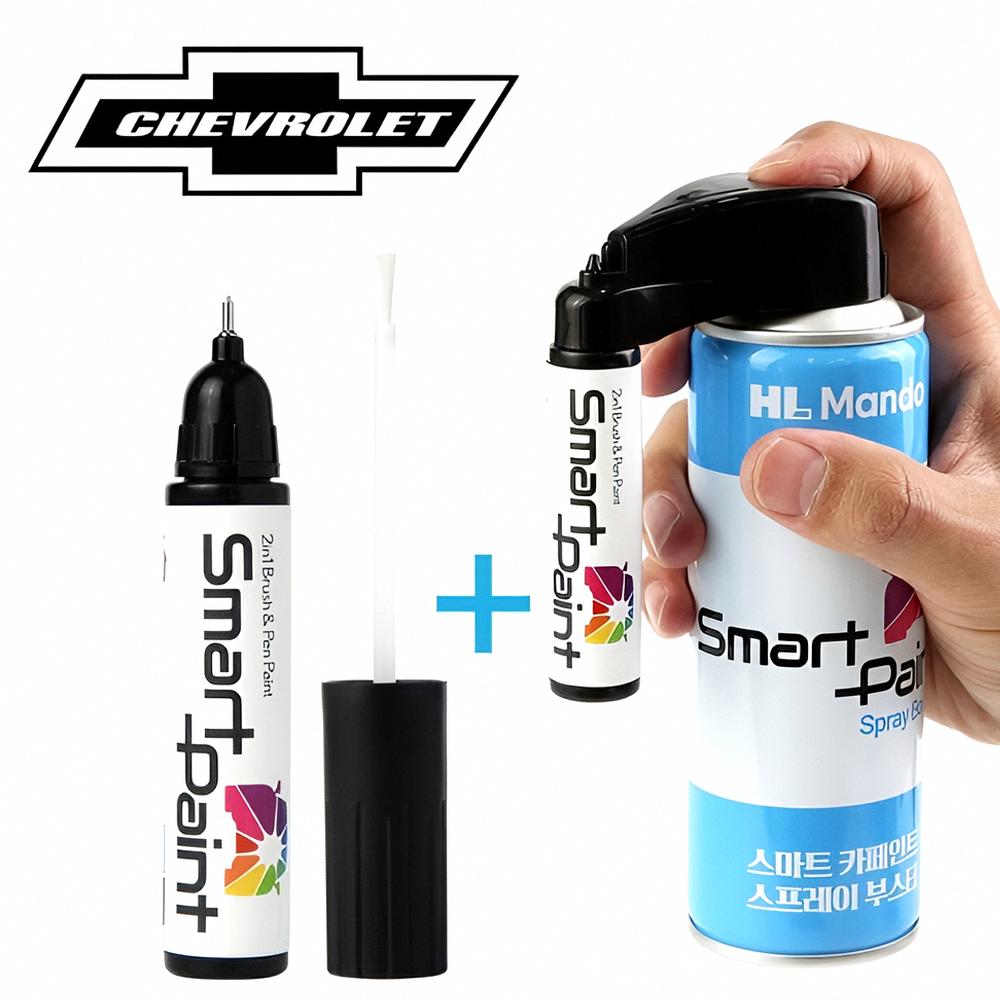 CHEVROLET
2in1 Brush & Pen Paint
Smart
Paint
2in1 Brush & Pen Paint
Smart
Paint
HL Mando
Smart
Pain
Spray Bo
스마트 카페인트
스프레이 부스터